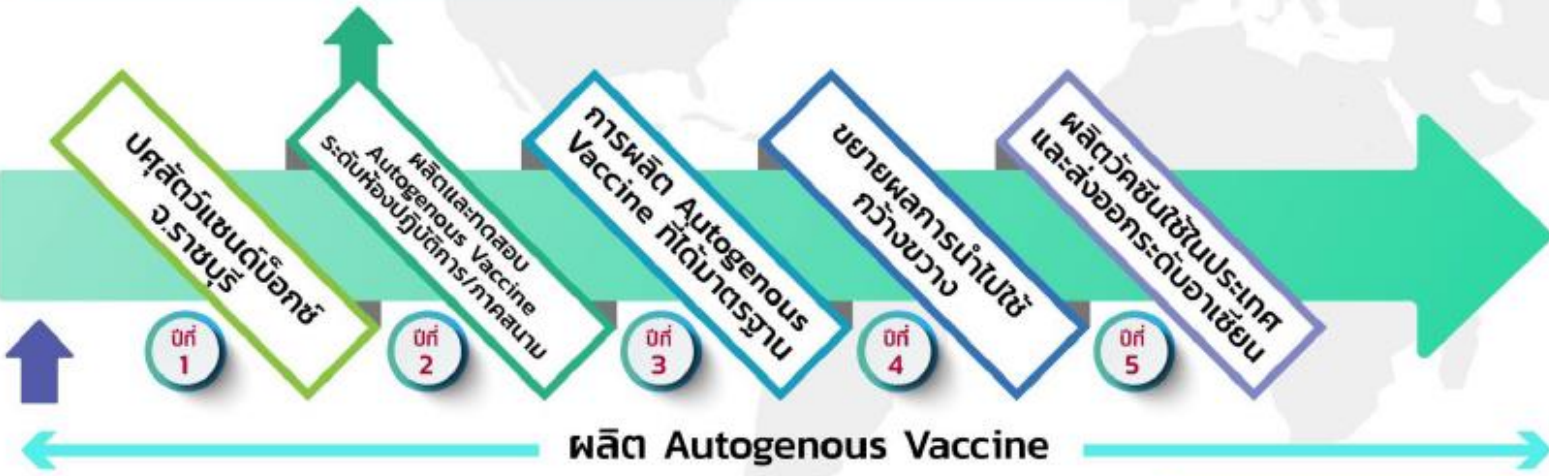 ปศุสัตว์แซนด์บ๊อกซ์
จ.ราชบุรี
ผลิตและทดสอบ
Autogenous Vaccine
ระดับห้องปฏิบัติการ/ภาคสนาม
การผลิต Autogenous
Vaccine ที่ได้มาตรฐาน
ขยายผลการนำไปใช้
กว้างขวาง
ผลิตวัคซีนใช้ในประเทศ
และส่งออกระดับอาเซียน
ปีที่
1
ปีที่
2
ปีที่
3
ปีที่
4
ปีที่
5
ผลิต Autogenous Vaccine